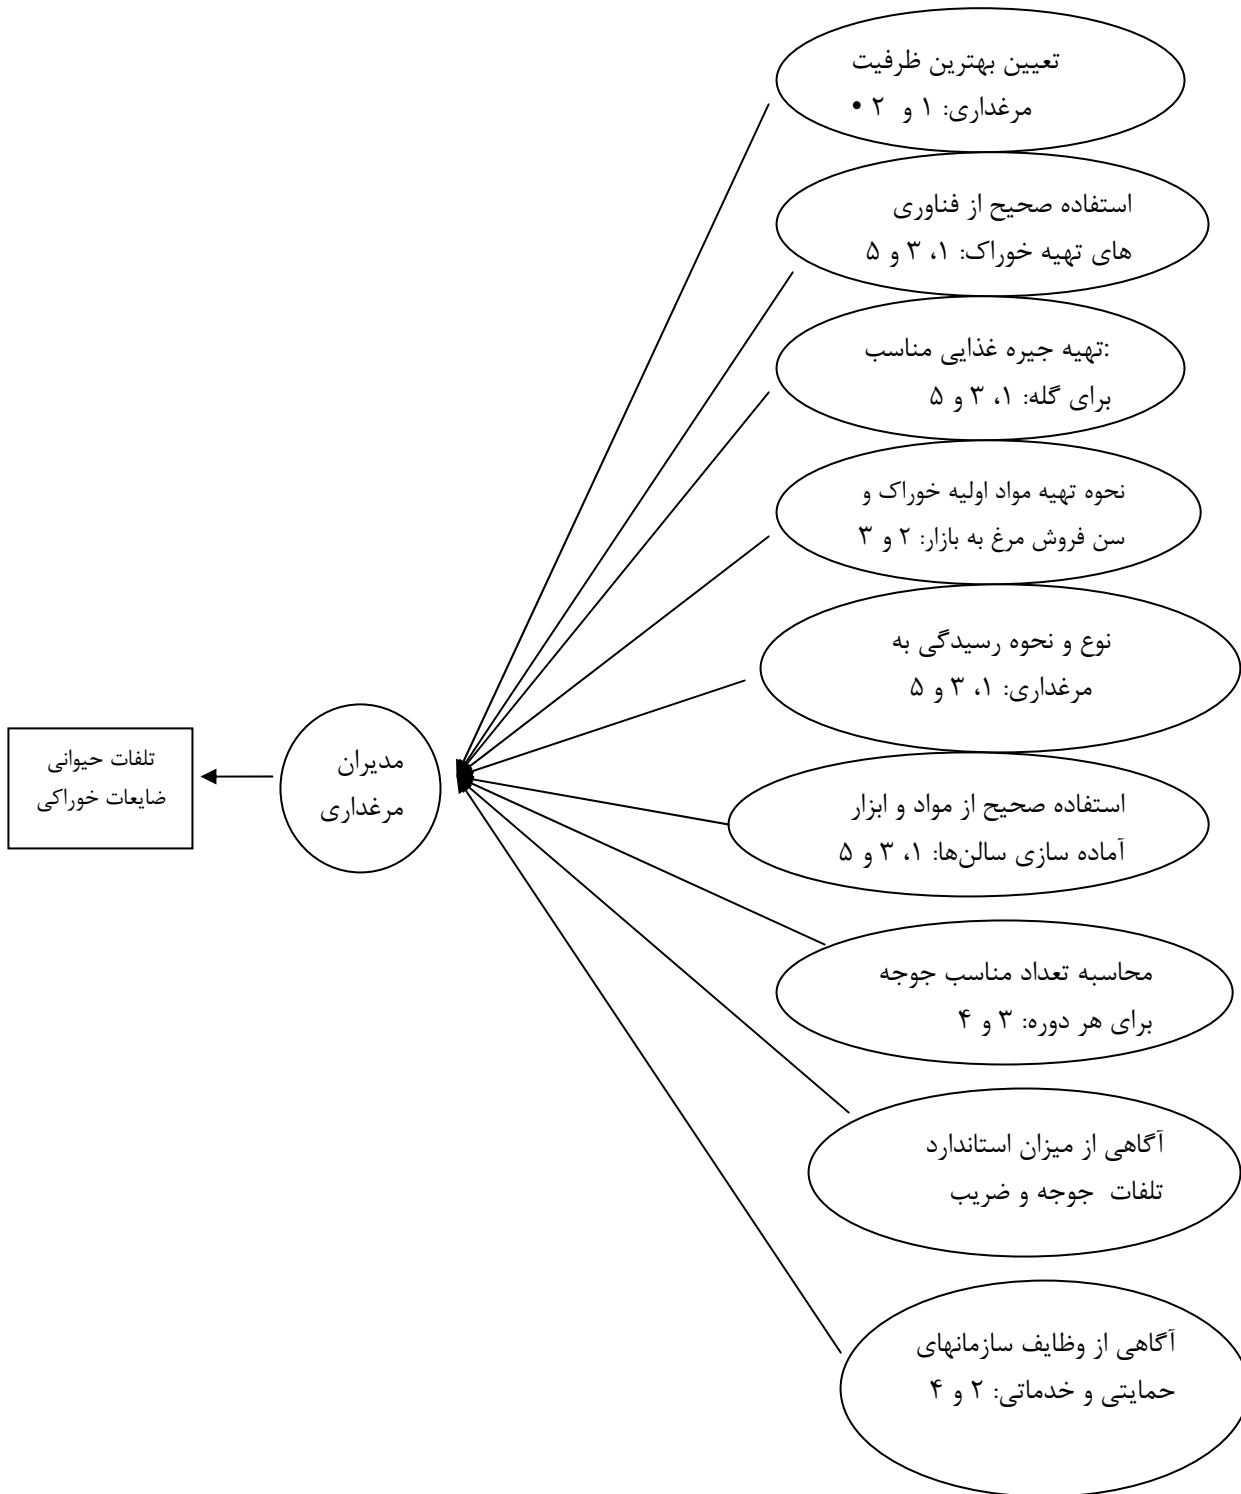 تعیین بهترین ظرفیت
مرغداری: ۱ و ۲ •
استفاده صحیح از فناوری
های تهیه خوراک: ۱، ۳ و ۵
تهیه جیره غذایی مناسب:
برای گله: ۱، ۳ و ۵
نحوه تهیه مواد اولیه خوراک و
سن فروش مرغ به بازار: ۲ و ۳
نوع و نحوه رسیدگی به
مرغداری: ۱، ۳ و ۵
استفاده صحیح از مواد و ابزار
آماده سازی سالن‌ها: ۱، ۳ و ۵
محاسبه تعداد مناسب جوجه
برای هر دوره: ۳ و ۴
آگاهی از میزان استاندارد
تلفات جوجه و ضریب
آگاهی از وظایف سازمانهای
حمایتی و خدماتی: ۲ و ۴
مدیران
مرغداری
تلفات حیوانی
ضایعات خوراکی